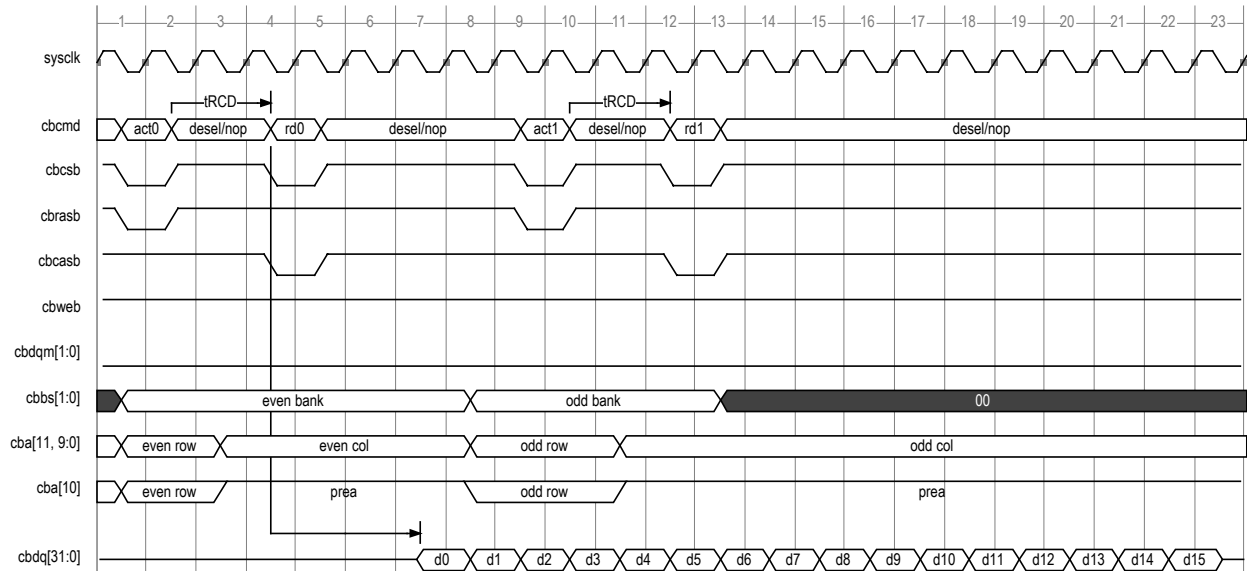 1 2 3 4 5 6 7 8 9 10 11 12 13 14 15 16 17 18 19 20 21 22 23
sysclk
tRCD tRCD
cbcmd act0 desel/nop rd0 desel/nop act1 desel/nop rd1 desel/nop
cbcsb
cbrasb
cbcasb
cbweb
cbdqm[1:0]
cbbs[1:0] even bank odd bank 00
cba[11, 9:0] even row even col odd row odd col
cba[10] even row prea odd row prea
cbdq[31:0] d0 d1 d2 d3 d4 d5 d6 d7 d8 d9 d10 d11 d12 d13 d14 d15